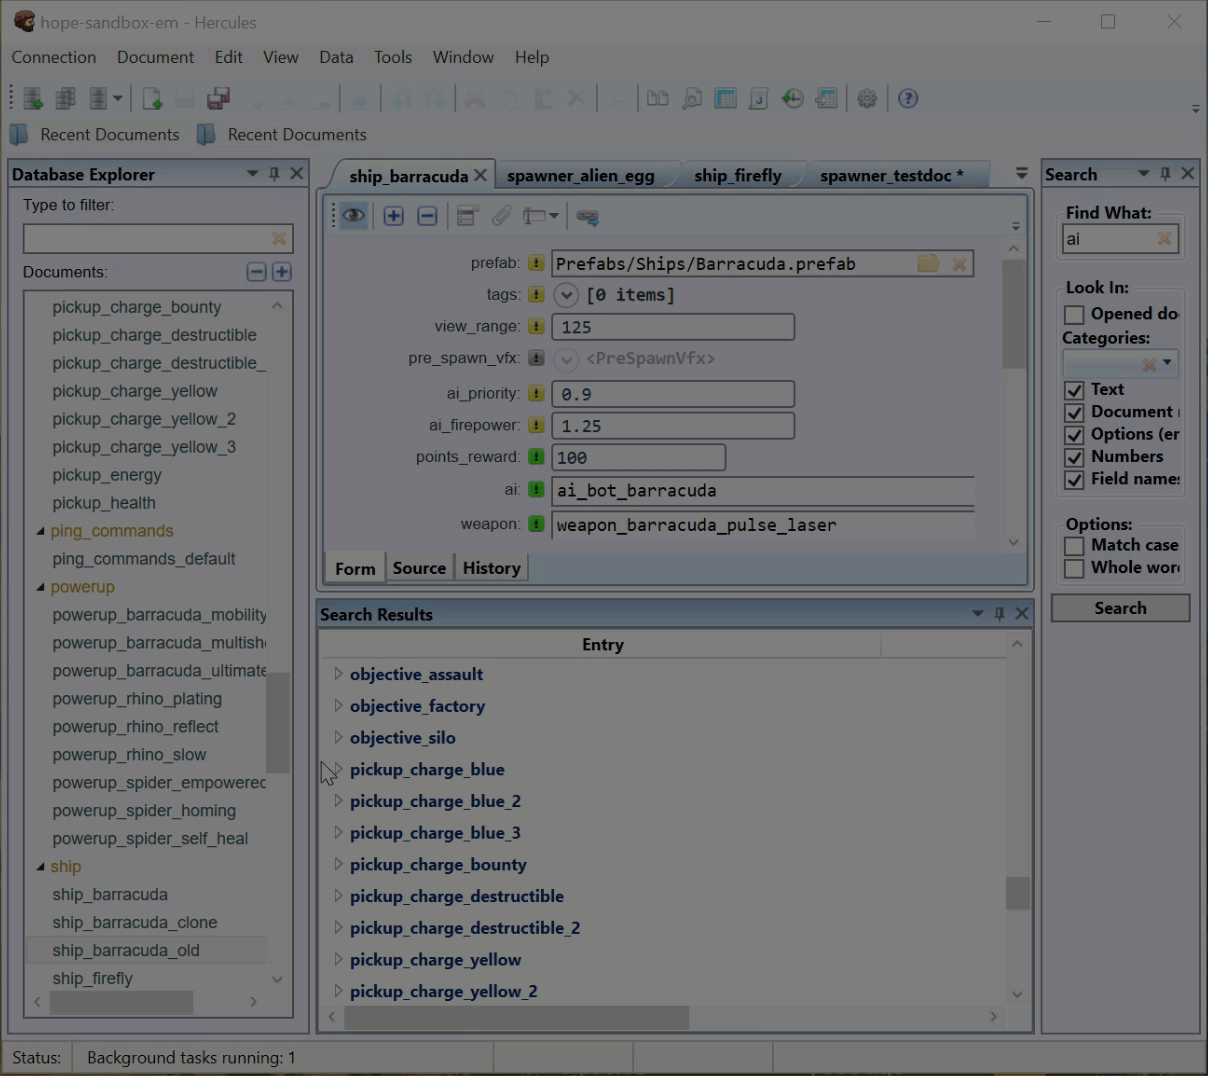 hope-sandbox-em - Hercules
Connection Document Edit View Data Tools Window Help
Recent Documents Recent Documents
Database Explorer
Type to filter:
Documents:
pickup_charge_bounty
pickup_charge_destructible
pickup_charge_destructible_
pickup_charge_yellow
pickup_charge_yellow_2
pickup_charge_yellow_3
pickup_energy
pickup_health
ping_commands
ping_commands_default
powerup
powerup_barracuda_mobility
powerup_barracuda_multish
powerup_barracuda_ultimate
powerup_rhino_plating
powerup_rhino_reflect
powerup_rhino_slow
powerup_spider_empowered
powerup_spider_homing
powerup_spider_self_heal
ship
ship_barracuda
ship_barracuda_clone
ship_barracuda_old
ship_firefly
ship_barracuda spawner_alien_egg ship_firefly spawner_testdoc *
prefab: Prefabs/Ships/Barracuda.prefab
tags: [0 items]
view_range: 125
pre_spawn_vfx: <PreSpawnVfx>
ai_priority: 0.9
ai_firepower: 1.25
points_reward: 100
ai: ai_bot_barracuda
weapon: weapon_barracuda_pulse_laser
Form Source History
Search Results
Entry
objective_assault
objective_factory
objective_silo
pickup_charge_blue
pickup_charge_blue_2
pickup_charge_blue_3
pickup_charge_bounty
pickup_charge_destructible
pickup_charge_destructible_2
pickup_charge_yellow
pickup_charge_yellow_2
Search
Find What:
ai
Look In:
Opened do
Categories:
Text
Document
Options (er
Numbers
Field name
Options:
Match case
Whole wor
Search
Status: Background tasks running: 1